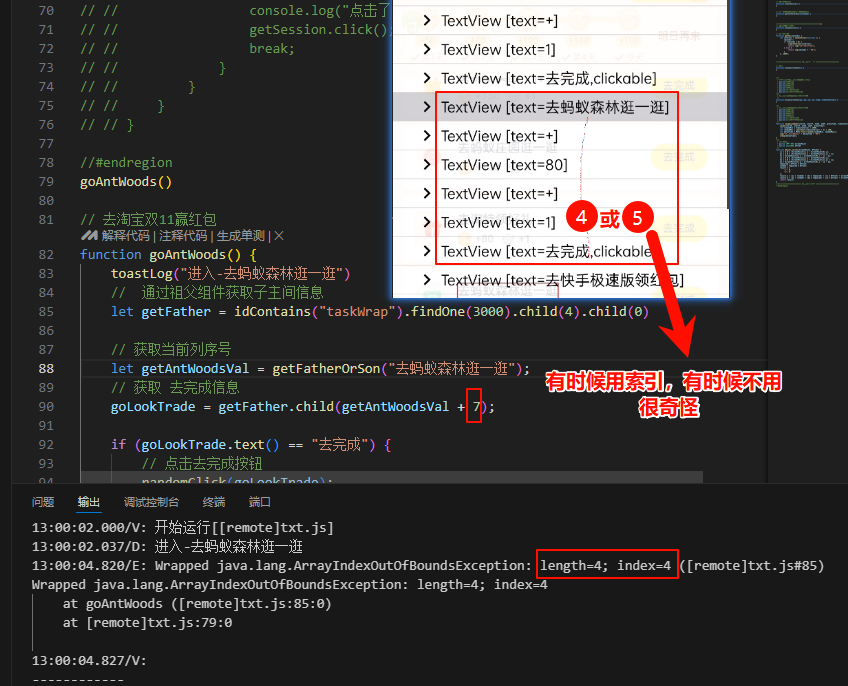 70 // // console.log("点击了
71 // // getSession.click();
72 // // break;
73 // // }
74 // // }
75 // // }
76 // // }
77
78 //#endregion
79 goAntWoods()
80
81 // 去淘宝双11赢红包
解释代码 | 注释代码 | 生成单测 | ×
82 function goAntWoods() {
83 toastLog("进入-去蚂蚁森林逛一逛")
84 // 通过祖父组件获取子主间信息
85 let getFather = idContains("taskWrap").findOne(3000).child(4).child(0)
86
87 // 获取当前列序号
88 let getAntWoodsVal = getFatherOrSon("去蚂蚁森林逛一逛");
89 // 获取 去完成信息
90 goLookTrade = getFather.child(getAntWoodsVal + 7);
91
92 if (goLookTrade.text() == "去完成") {
93 // 点击去完成按钮
94 randomClick(goLookTrade);
TextView [text=+]
TextView [text=1]
TextView [text=去完成,clickable]
TextView [text=去蚂蚁森林逛一逛]
TextView [text=+]
TextView [text=80]
TextView [text=+]
TextView [text=1]
TextView [text=去完成,clickable
TextView [text=去快手极速版领红包]
4 或 5
有时候用索引，有时候不用
很奇怪
问题 输出 调试控制台 终端 端口
13:00:02.000/V: 开始运行[[remote]txt.js]
13:00:02.037/D: 进入-去蚂蚁森林逛一逛
13:00:04.820/E: Wrapped java.lang.ArrayIndexOutOfBoundsException: length=4; index=4 ([remote]txt.js#85)
Wrapped java.lang.ArrayIndexOutOfBoundsException: length=4; index=4
at goAntWoods ([remote]txt.js:85:0)
at [remote]txt.js:79:0
13:00:04.827/V:
------------